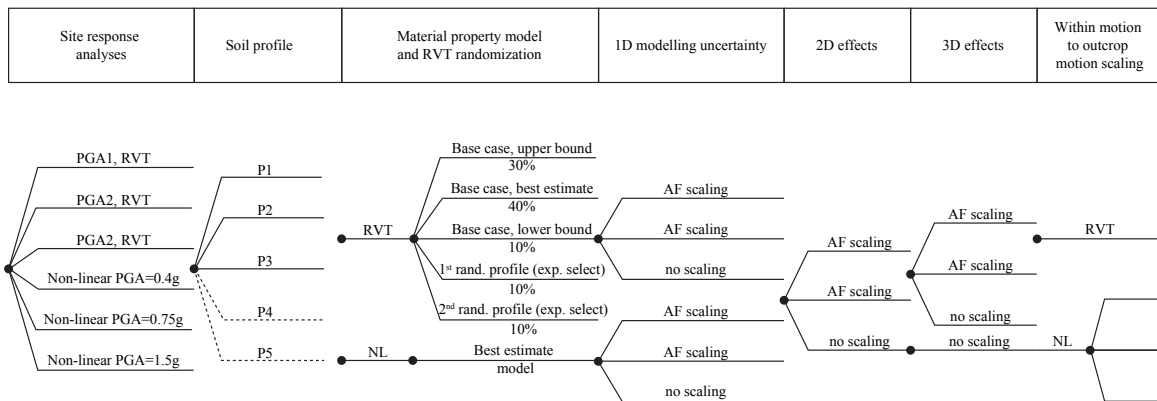 Site response
analyses
Soil profile
Material property model
and RVT randomization
1D modelling uncertainty
2D effects
3D effects
Within motion
to outcrop
motion scaling
PGA1, RVT
PGA2, RVT
PGA2, RVT
Non-linear PGA=0.4g
Non-linear PGA=0.75g
Non-linear PGA=1.5g
P1
P2
P3
P4
P5
RVT
Base case, upper bound
30%
Base case, best estimate
40%
Base case, lower bound
10%
1st rand. profile (exp. select)
10%
2nd rand. profile (exp. select)
10%
NL
Best estimate
model
AF scaling
AF scaling
no scaling
AF scaling
AF scaling
no scaling
AF scaling
AF scaling
no scaling
AF scaling
AF scaling
no scaling
no scaling
RVT
NL